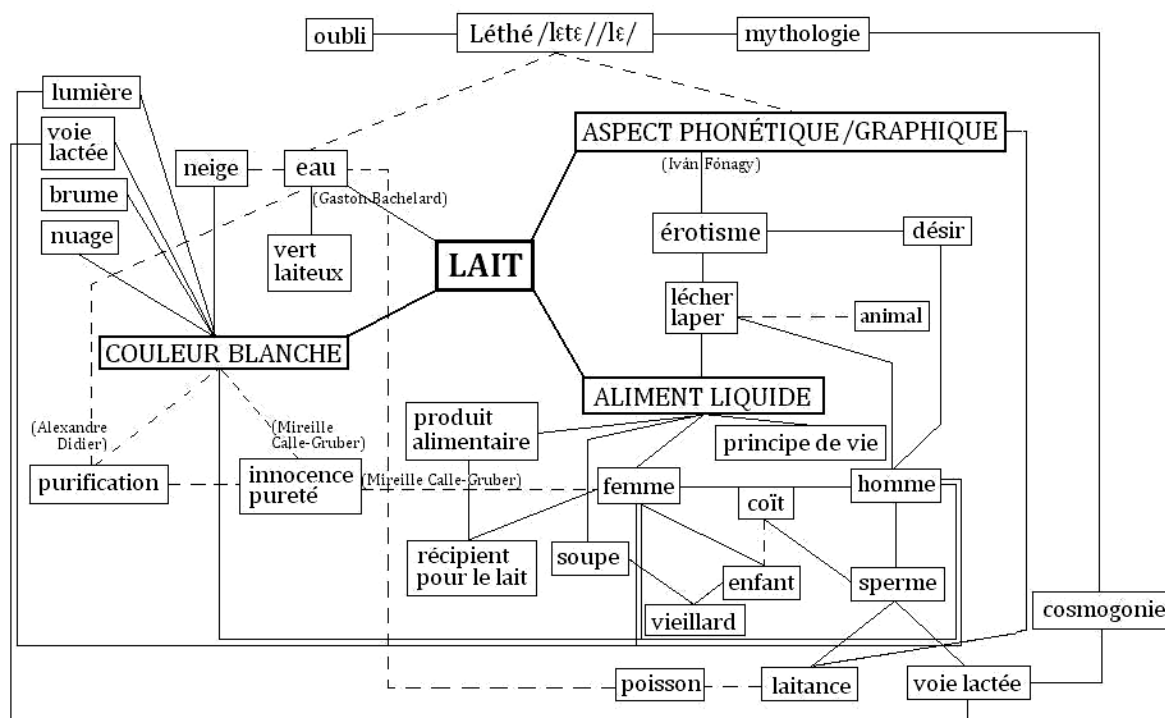 oubli
Léthé /lɛtɛ//lɛ/
mythologie
lumière
voie
lactée
brume
nuage
neige
eau
(Gaston Bachelard)
vert
laiteux
ASPECT PHONÉTIQUE /GRAPHIQUE
(Iván Fónagy)
érotisme
désir
LAIT
lécher
laper
animal
COULEUR BLANCHE
ALIMENT LIQUIDE
(Alexandre
Didier)
(Mireille
Calle-Gruber)
produit
alimentaire
principe de vie
purification
innocence
pureté
(Mireille Calle-Gruber)
femme
coït
homme
récipient
pour le lait
soupe
enfant
sperme
vieillard
cosmogonie
poisson
laitance
voie lactée